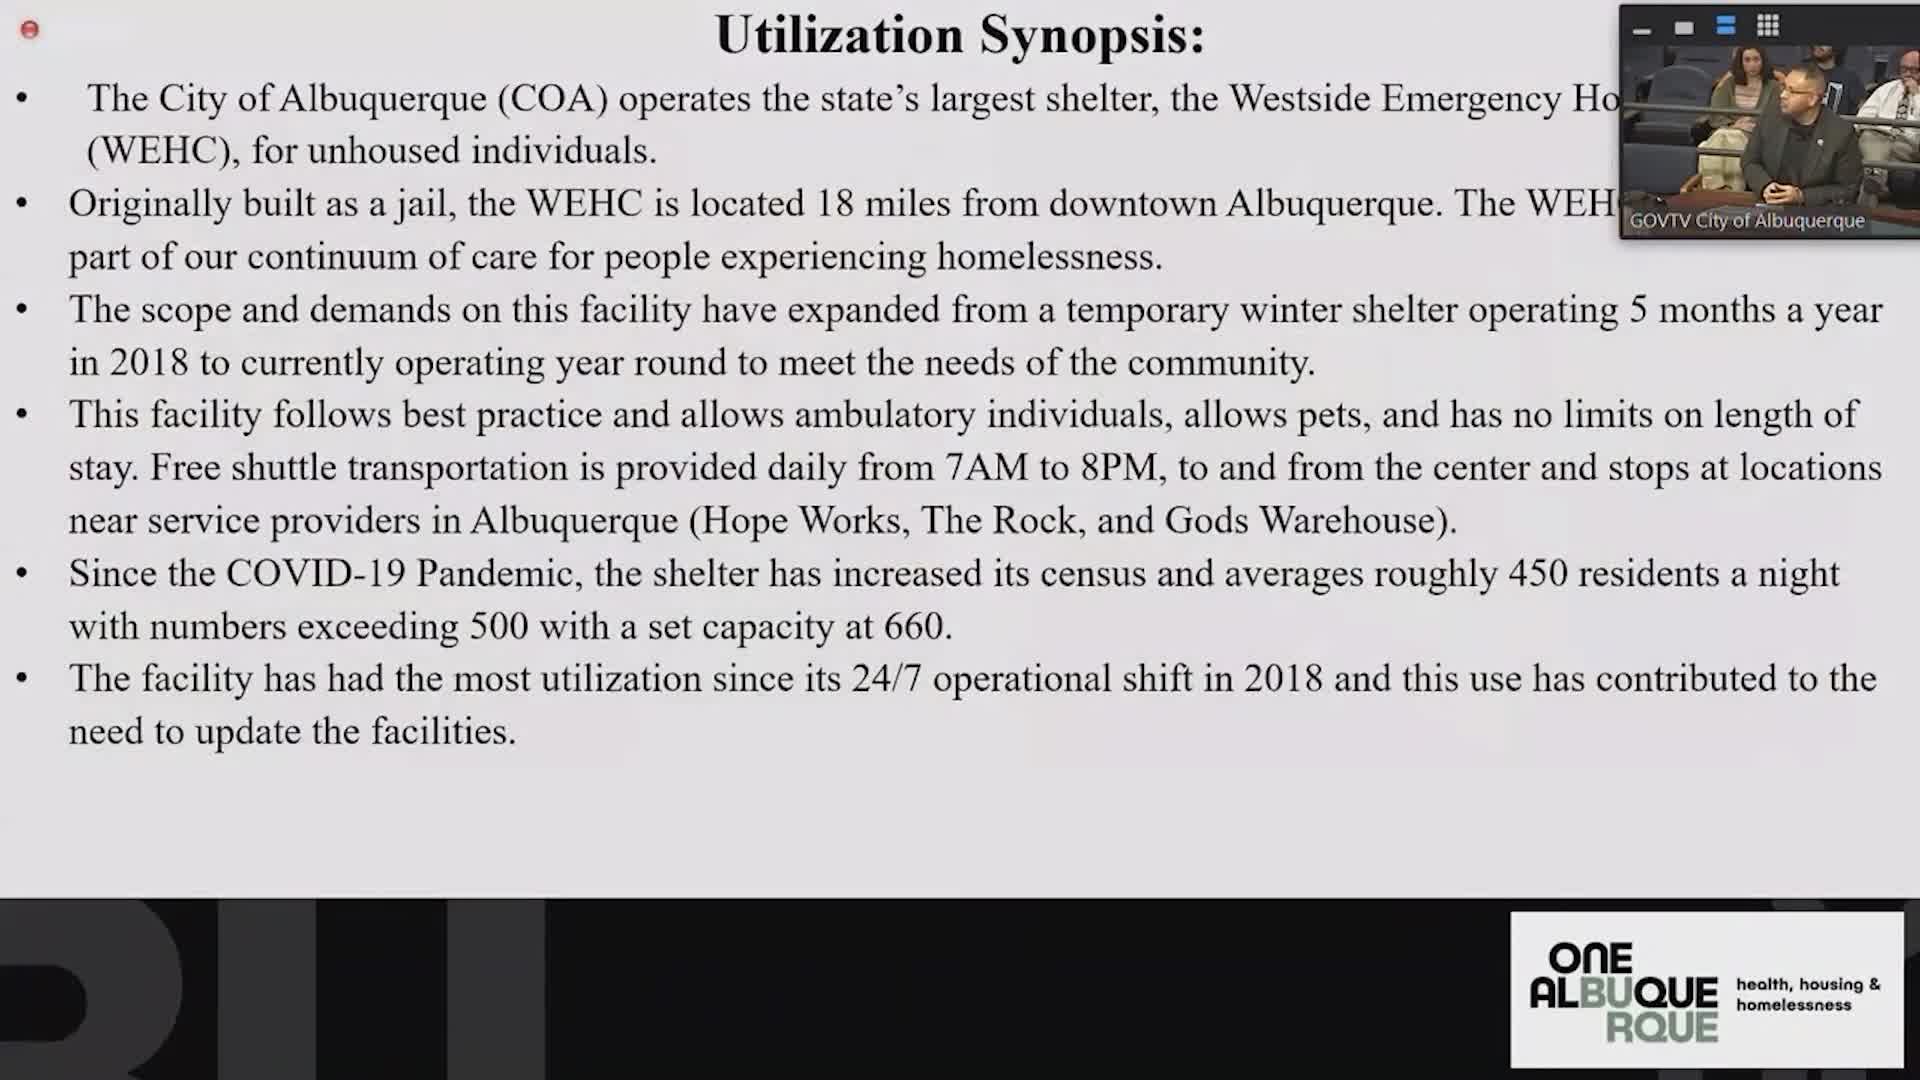 Utilization Synopsis:
• The City of Albuquerque (COA) operates the state's largest shelter, the Westside Emergency Ho
(WEHC), for unhoused individuals.
• Originally built as a jail, the WEHC is located 18 miles from downtown Albuquerque. The WEH
part of our continuum of care for people experiencing homelessness.
• The scope and demands on this facility have expanded from a temporary winter shelter operating 5 months a year
in 2018 to currently operating year round to meet the needs of the community.
• This facility follows best practice and allows ambulatory individuals, allows pets, and has no limits on length of
stay. Free shuttle transportation is provided daily from 7AM to 8PM, to and from the center and stops at locations
near service providers in Albuquerque (Hope Works, The Rock, and Gods Warehouse).
• Since the COVID-19 Pandemic, the shelter has increased its census and averages roughly 450 residents a night
with numbers exceeding 500 with a set capacity at 660.
• The facility has had the most utilization since its 24/7 operational shift in 2018 and this use has contributed to the
need to update the facilities.
GOVTV City of Albuquerque
ONE
ALBUQUE
RQUE
health, housing &
homelessness